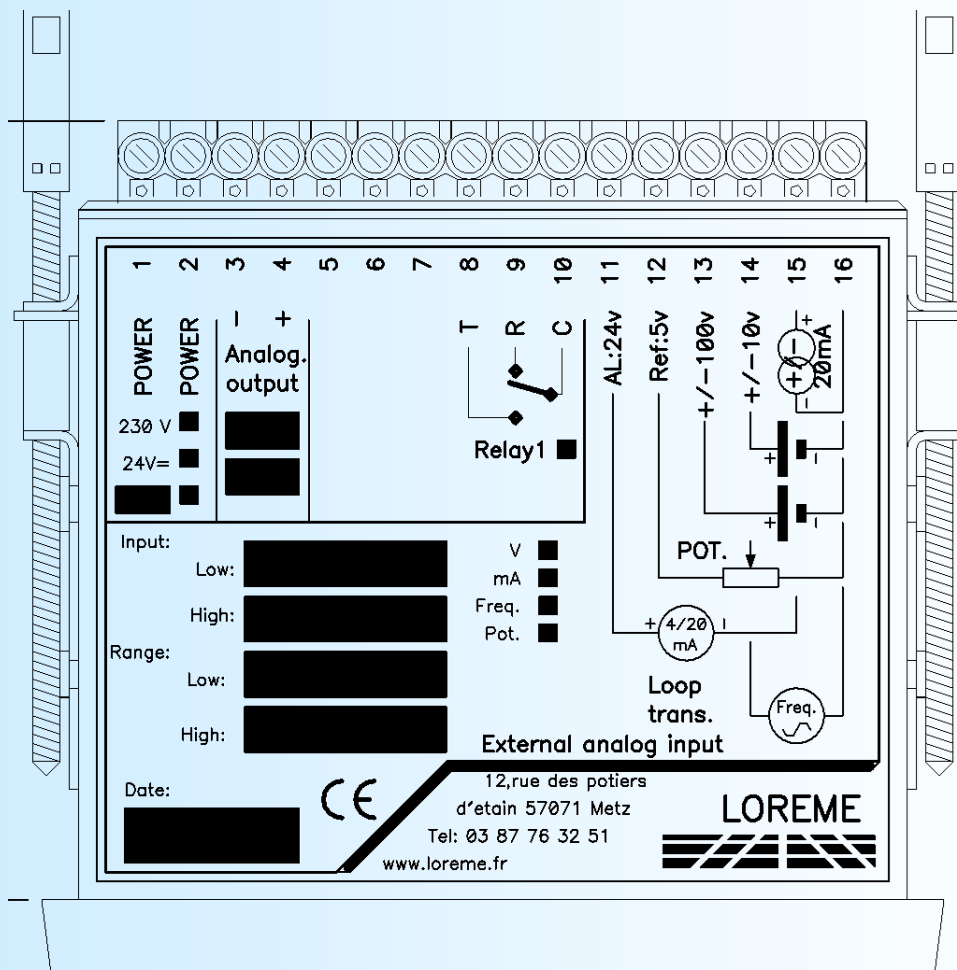 1 2 3 4 5 6 7 8 9 10 11 12 13 14 15 16
POWER
POWER
- +
Analog.
output
230 V
24V=
T R C
Relay1
AL:24v
Ref:5v
+/-100v
+/-10v
+
+ -
20mA
-
+ -
+ -
POT.
+ 4/20 -
mA
Loop
trans.
Freq.
External analog input
Input:
Low:
High:
Range:
Low:
High:
V
mA
Freq.
Pot.
Date:
CE
12,rue des potiers
d'etain 57071 Metz
Tel: 03 87 76 32 51
www.loreme.fr
LOREME